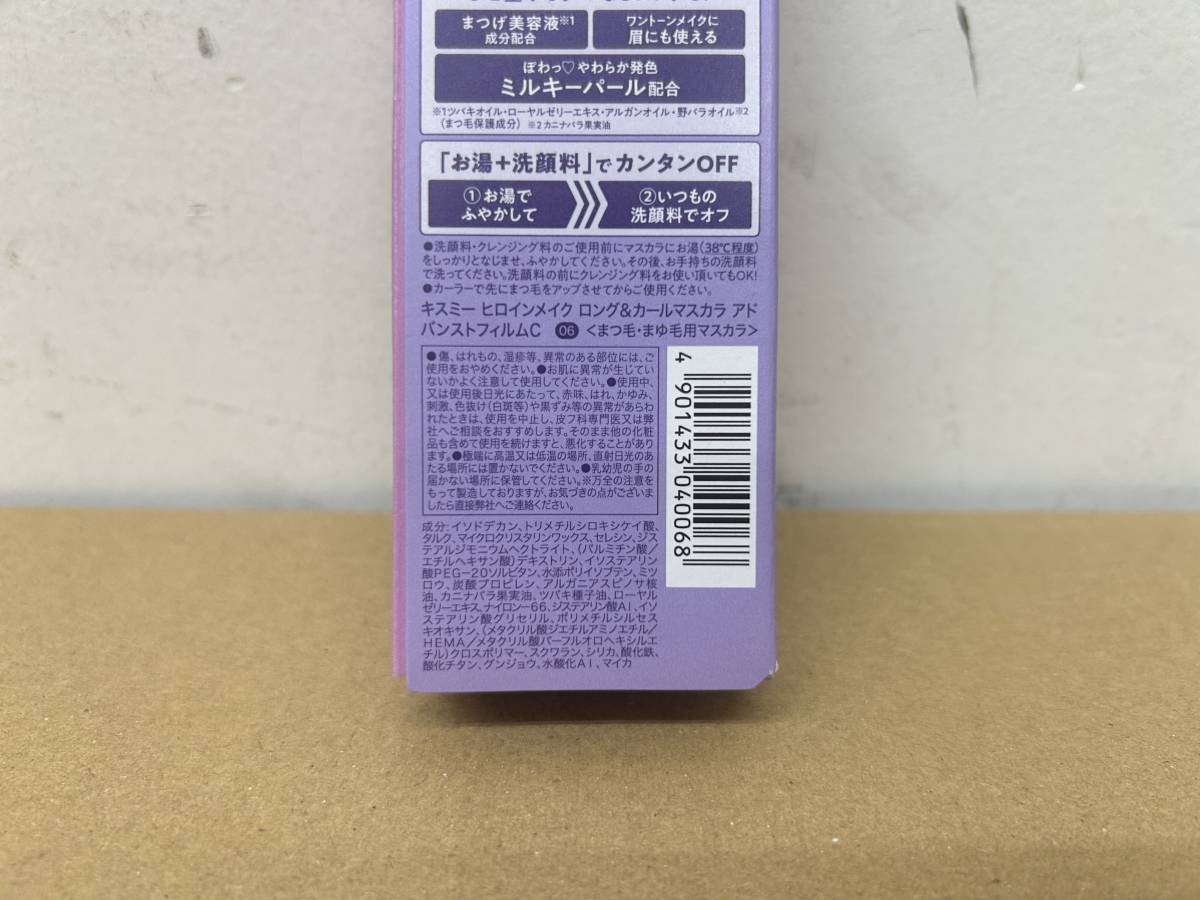 まつげ美容液※1
成分配合
ワントーンメイクに
眉にも使える
ぽわっ♡やわらか発色
ミルキーパール配合
※1ツバキオイル・ローヤルゼリーエキス・アルガンオイル・野バラオイル※2
（まつ毛保護成分） ※2 カニナバラ果実油
「お湯＋洗顔料」でカンタンOFF
①お湯で
ふやかして
②いつもの
洗顔料でオフ
●洗顔料・クレンジング料のご使用前にマスカラにお湯（38℃程度）
をしっかりとなじませ、ふやかしてください。その後、お手持ちの洗顔料
で洗ってください。洗顔料の前にクレンジング料をお使い頂いてもOK!
●カーラーで先にまつ毛をアップさせてからご使用ください。
キスミー ヒロインメイク ロング&カールマスカラ アド
バンストフィルムC 06 <まつ毛・まゆ毛用マスカラ>
●傷、はれもの、湿疹等、異常のある部位には、ご
使用をおやめください。●お肌に異常が生じてい
ないかよく注意して使用してください。●使用中、
又は使用後日光にあたって、赤味、はれ、かゆみ、
刺激、色抜け(白斑等)や黒ずみ等の異常があらわ
れたときは、使用を中止し、皮フ科専門医又は弊
社へご相談をおすすめします。そのまま他の化粧
品も含めて使用を続けますと、悪化することがあり
ます。●極端に高温又は低温の場所、直射日光のあ
たる場所には置かないでください。●乳幼児の手の
届かない場所に保管してください。※万全の注意を
もって製造しておりますが、お気づきの点がございま
したら直接弊社へご連絡ください。
4 901433 040068
成分：イソドデカン、トリメチルシロキシケイ酸、
タルク、マイクロクリスタリンワックス、セレシン、ジス
テアルジモニウムヘクトライト、（パルミチン酸／
エチルヘキサン酸）デキストリン、イソステアリン
酸PEG−20ソルビタン、水添ポリイソブテン、ミツ
ロウ、炭酸プロピレン、アルガニアスピノサ核
油、カニナバラ果実油、ツバキ種子油、ローヤル
ゼリーエキス、ナイロン−66、ジステアリン酸Al、イソ
ステアリン酸グリセリル、ポリメチルシルセス
キオキサン、（メタクリル酸ジエチルアミノエチル／
HEMA／メタクリル酸パーフルオロヘキシルエ
チル）クロスポリマー、スクワラン、シリカ、酸化鉄、
酸化チタン、グンジョウ、水酸化Al、マイカ